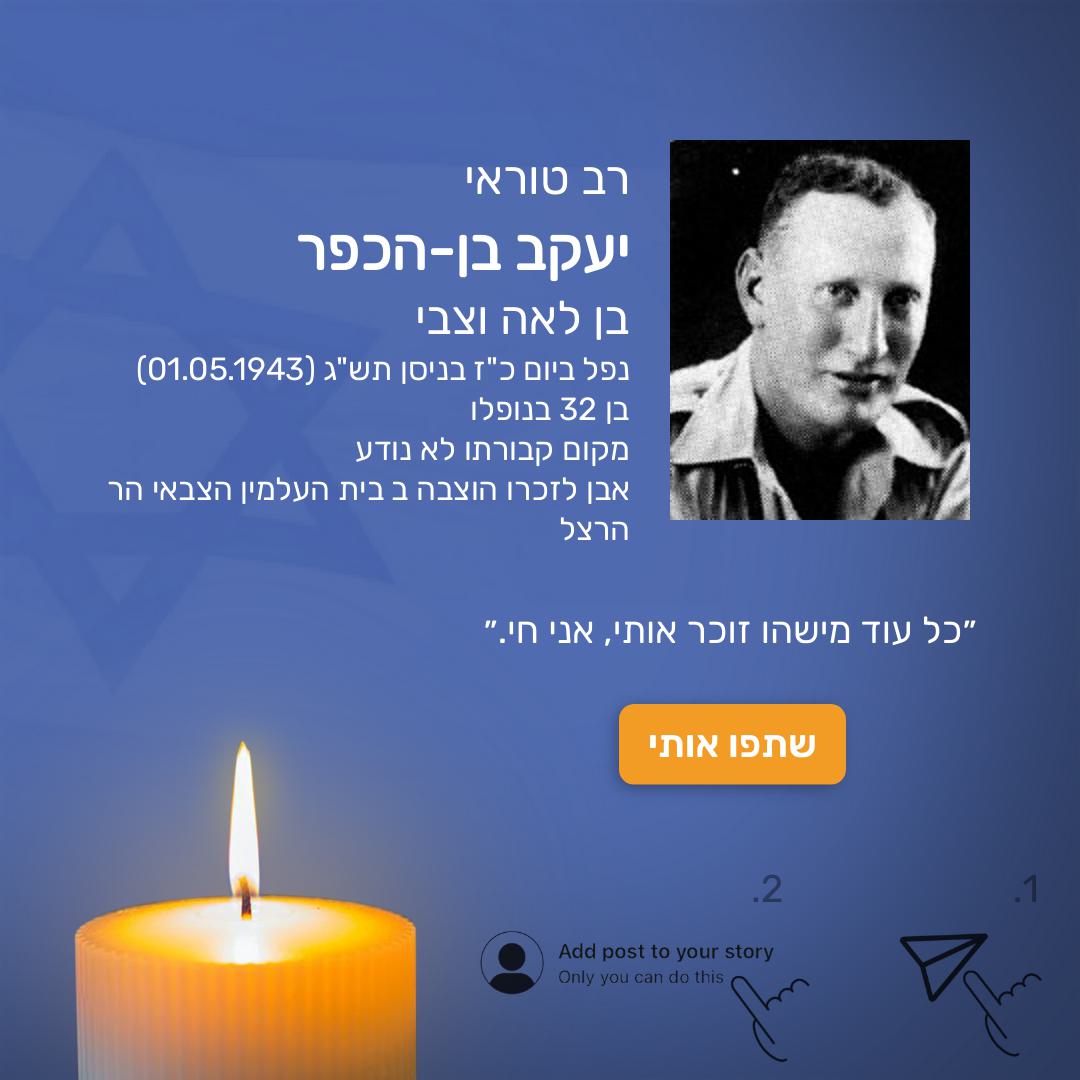 רב טוראי
יעקב בן-הכפר
בן לאה וצבי
נפל ביום כ"ז בניסן תש"ג (01.05.1943)
בן 32 בנופלו
מקום קבורתו לא נודע
אבן לזכרו הוצבה ב בית העלמין הצבאי הר
הרצל
״כל עוד מישהו זוכר אותי, אני חי.״
שתפו אותי
1.
2.
Add post to your story
Only you can do this